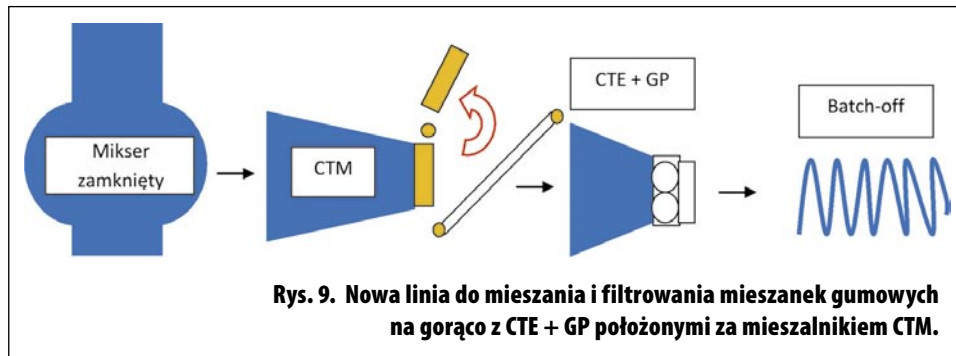 Mikser
zamknięty
CTM
CTE + GP
Batch-off
Rys. 9. Nowa linia do mieszania i filtrowania mieszanek gumowych
na gorąco z CTE + GP położonymi za mieszalnikiem CTM.